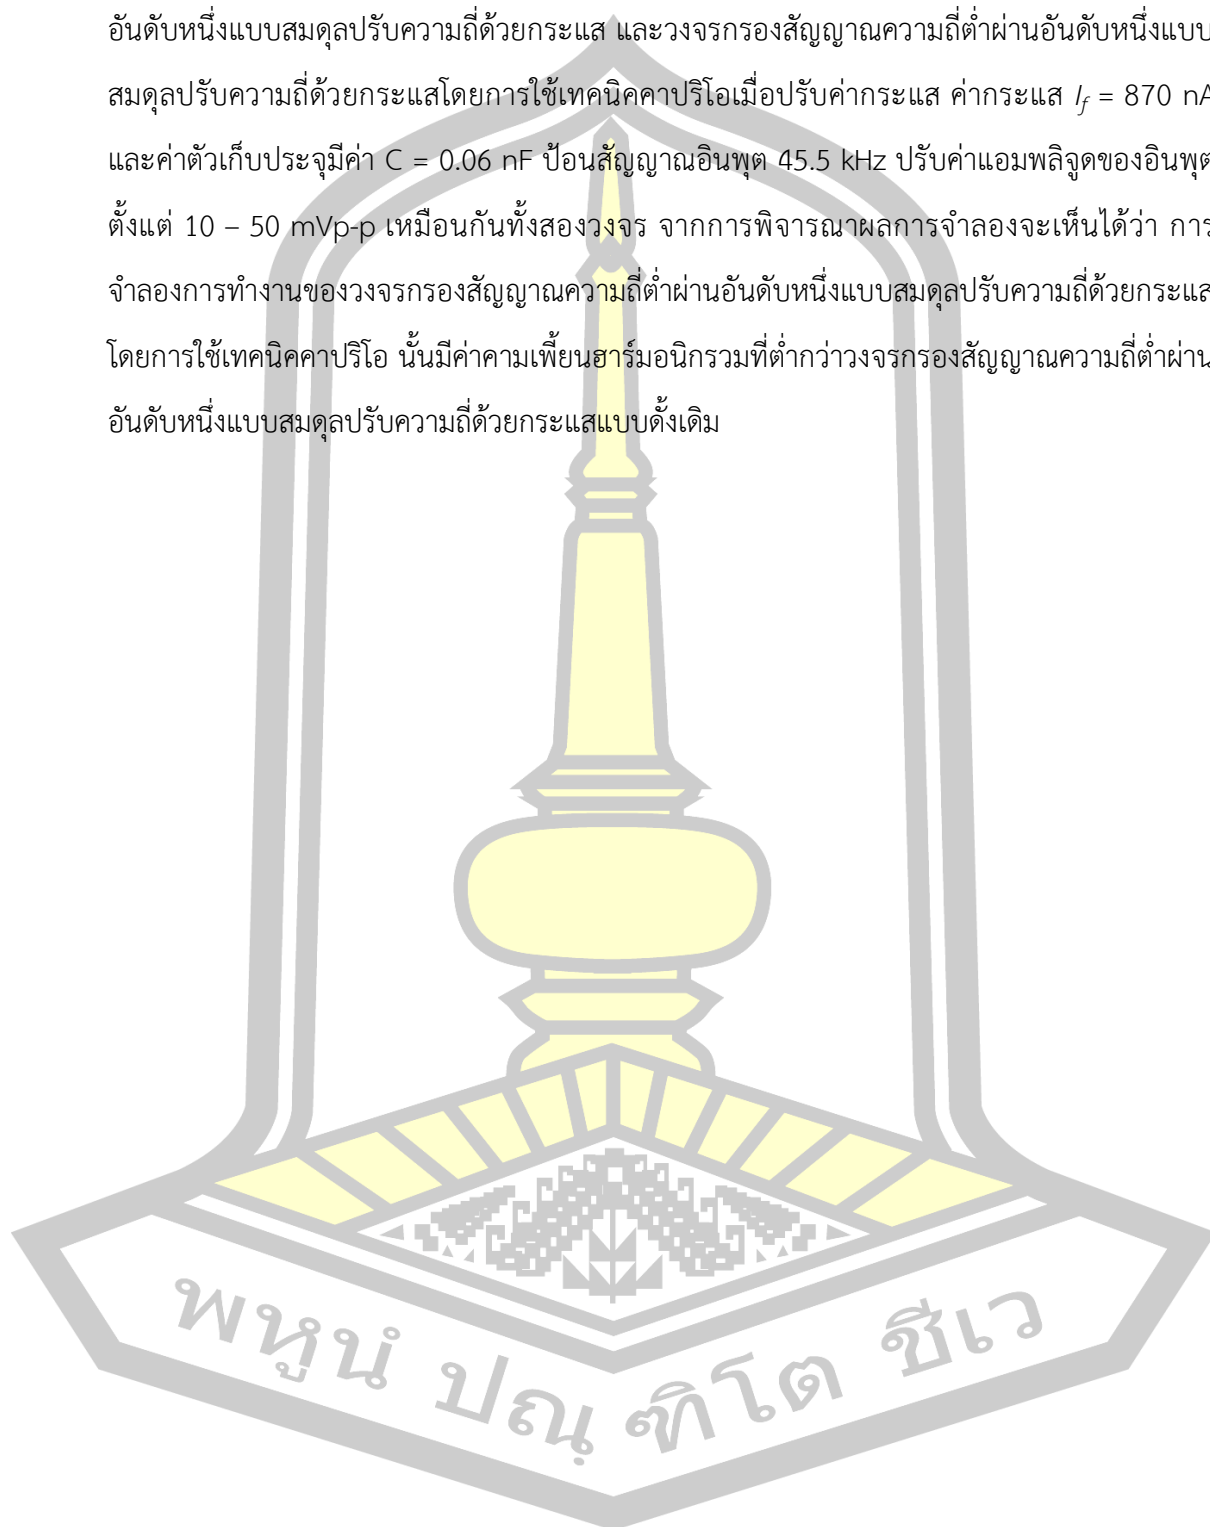 อันดับหนึ่งแบบสมดุลปรับความถี่ด้วยกระแส และวงจรกรองสัญญาณความถี่ต่ำผ่านอันดับหนึ่งแบบ
สมดุลปรับความถี่ด้วยกระแสโดยการใช้เทคนิคคาปริโอเมื่อปรับค่ากระแส ค่ากระแส I_f = 870 nA
และค่าตัวเก็บประจุมีค่า C = 0.06 nF ป้อนสัญญาณอินพุต 45.5 kHz ปรับค่าแอมพลิจูดของอินพุต
ตั้งแต่ 10 – 50 mVp-p เหมือนกันทั้งสองวงจร จากการพิจารณาผลการจำลองจะเห็นได้ว่า การ
จำลองการทำงานของวงจรกรองสัญญาณความถี่ต่ำผ่านอันดับหนึ่งแบบสมดุลปรับความถี่ด้วยกระแส
โดยการใช้เทคนิคคาปริโอ นั้นมีค่าคามเพี้ยนฮาร์มอนิกรวมที่ต่ำกว่าวงจรกรองสัญญาณความถี่ต่ำผ่าน
อันดับหนึ่งแบบสมดุลปรับความถี่ด้วยกระแสแบบดั้งเดิม
พหูนํ ปณฺฑิโต ชีเว